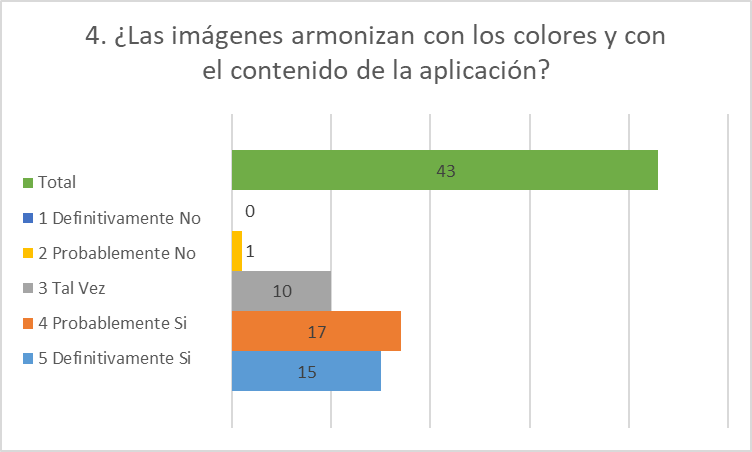 4. ¿Las imágenes armonizan con los colores y con
el contenido de la aplicación?
Total
1 Definitivamente No
2 Probablemente No
3 Tal Vez
4 Probablemente Si
5 Definitivamente Si
43
0
1
10
17
15